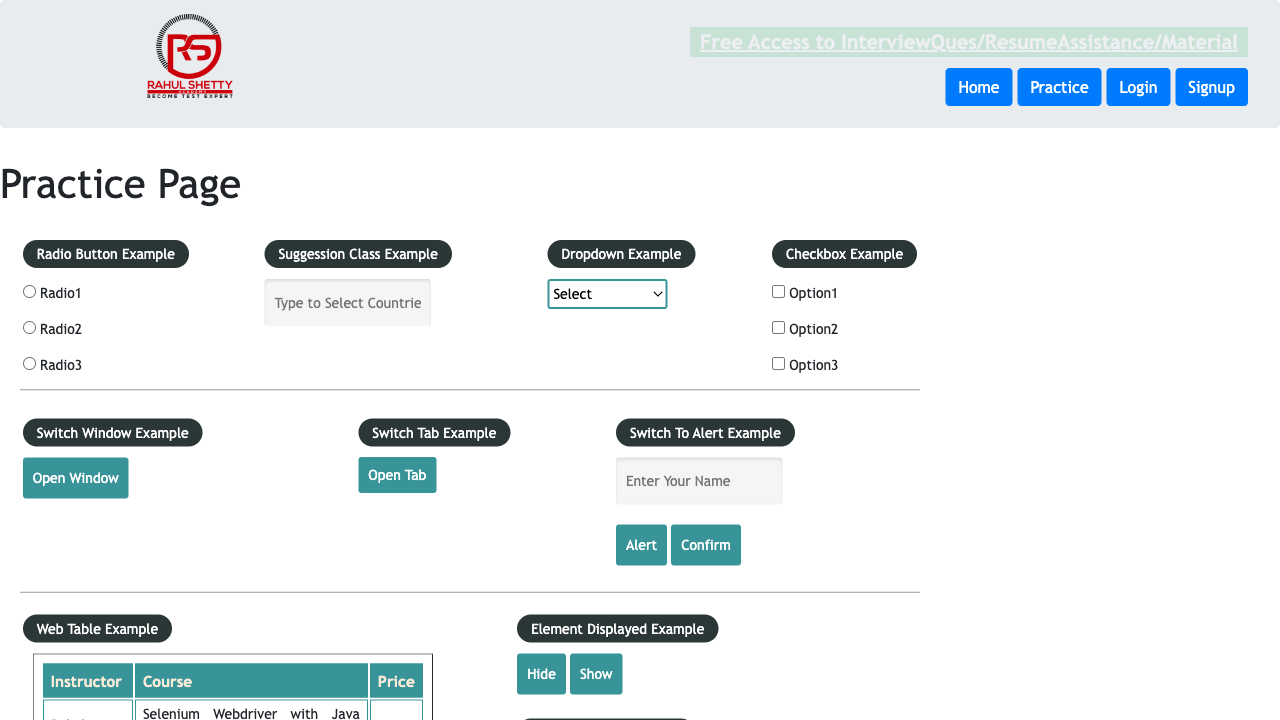 RAHUL SHETTY
ACADEMY
BECOME TEST EXPERT
Free Access to InterviewQues/ResumeAssistance/Material
Home Practice Login Signup
Practice Page
Radio Button Example Suggession Class Example Dropdown Example Checkbox Example
Radio1 Type to Select Countrie Select Option1
Radio2 Option2
Radio3 Option3
Switch Window Example Switch Tab Example Switch To Alert Example
Open Window Open Tab Enter Your Name
Alert Confirm
Web Table Example Element Displayed Example
Hide Show
Instructor Course Price
Selenium Webdriver with Java